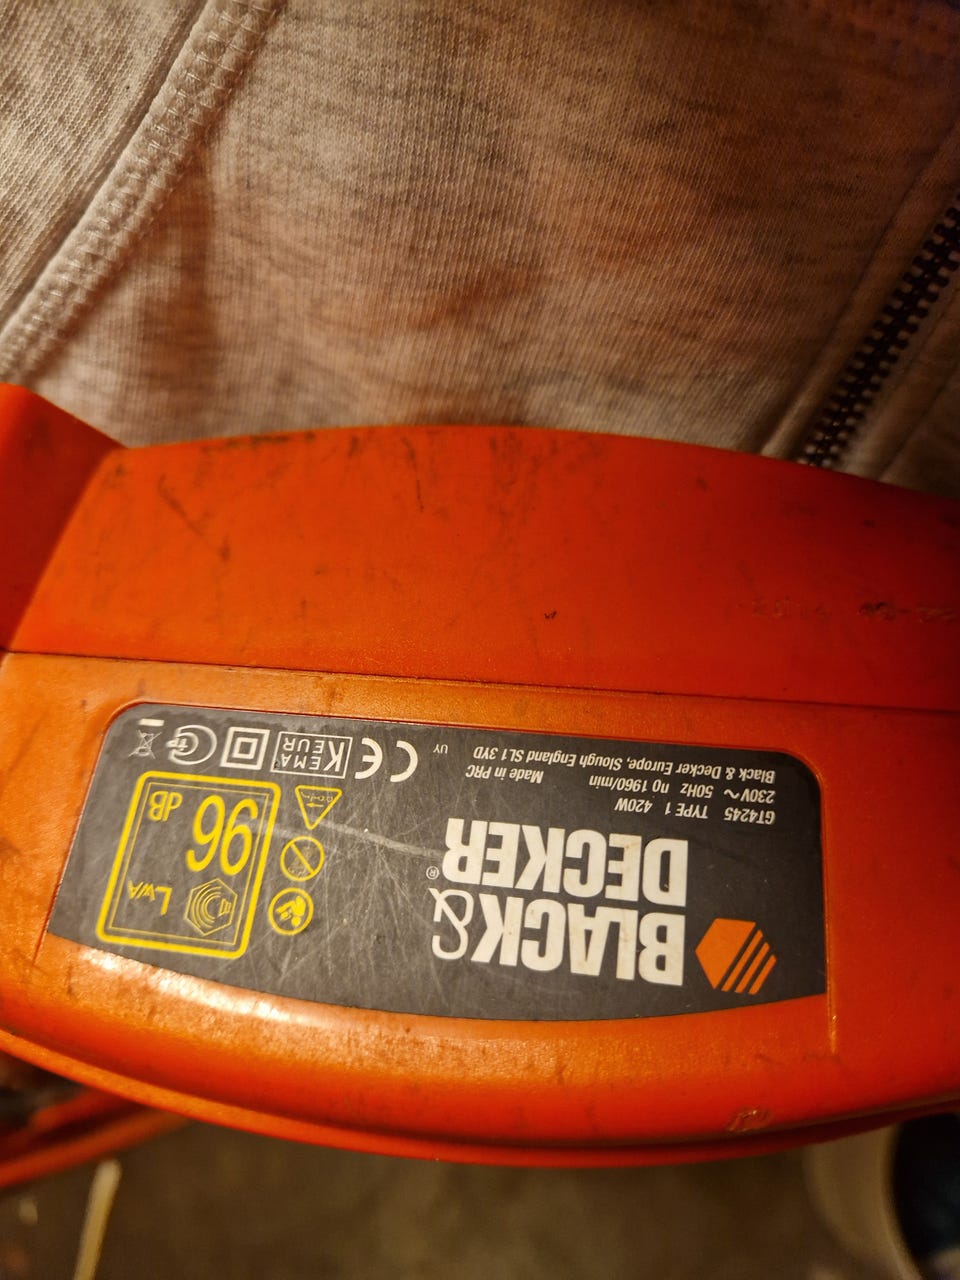 BLACK&
DECKER®
GT4245 TYPE 1 420W
230V~ 50Hz no 1960/min
Black & Decker Europe, Slough England SL1 3YD
Made in PRC
UY
CE
KEMA
KEUR
LWA
96
dB